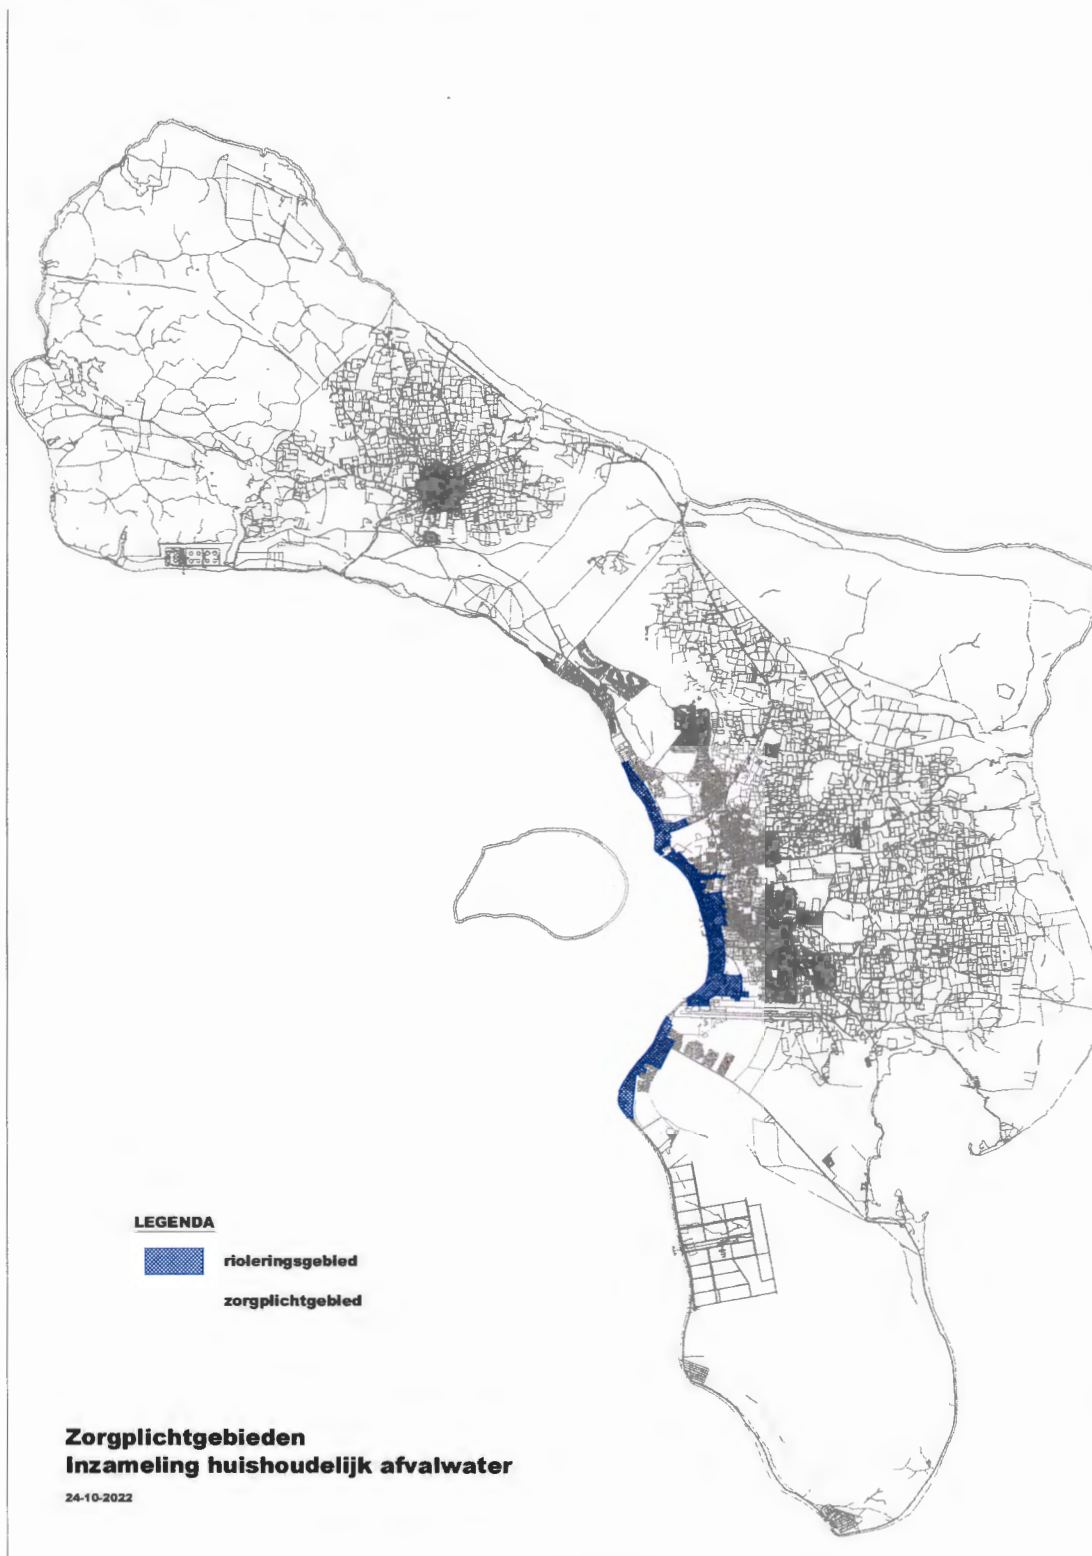 LEGENDA
rioleringsgebied
zorgplichtgebied
Zorgplichtgebieden
Inzameling huishoudelijk afvalwater
24-10-2022